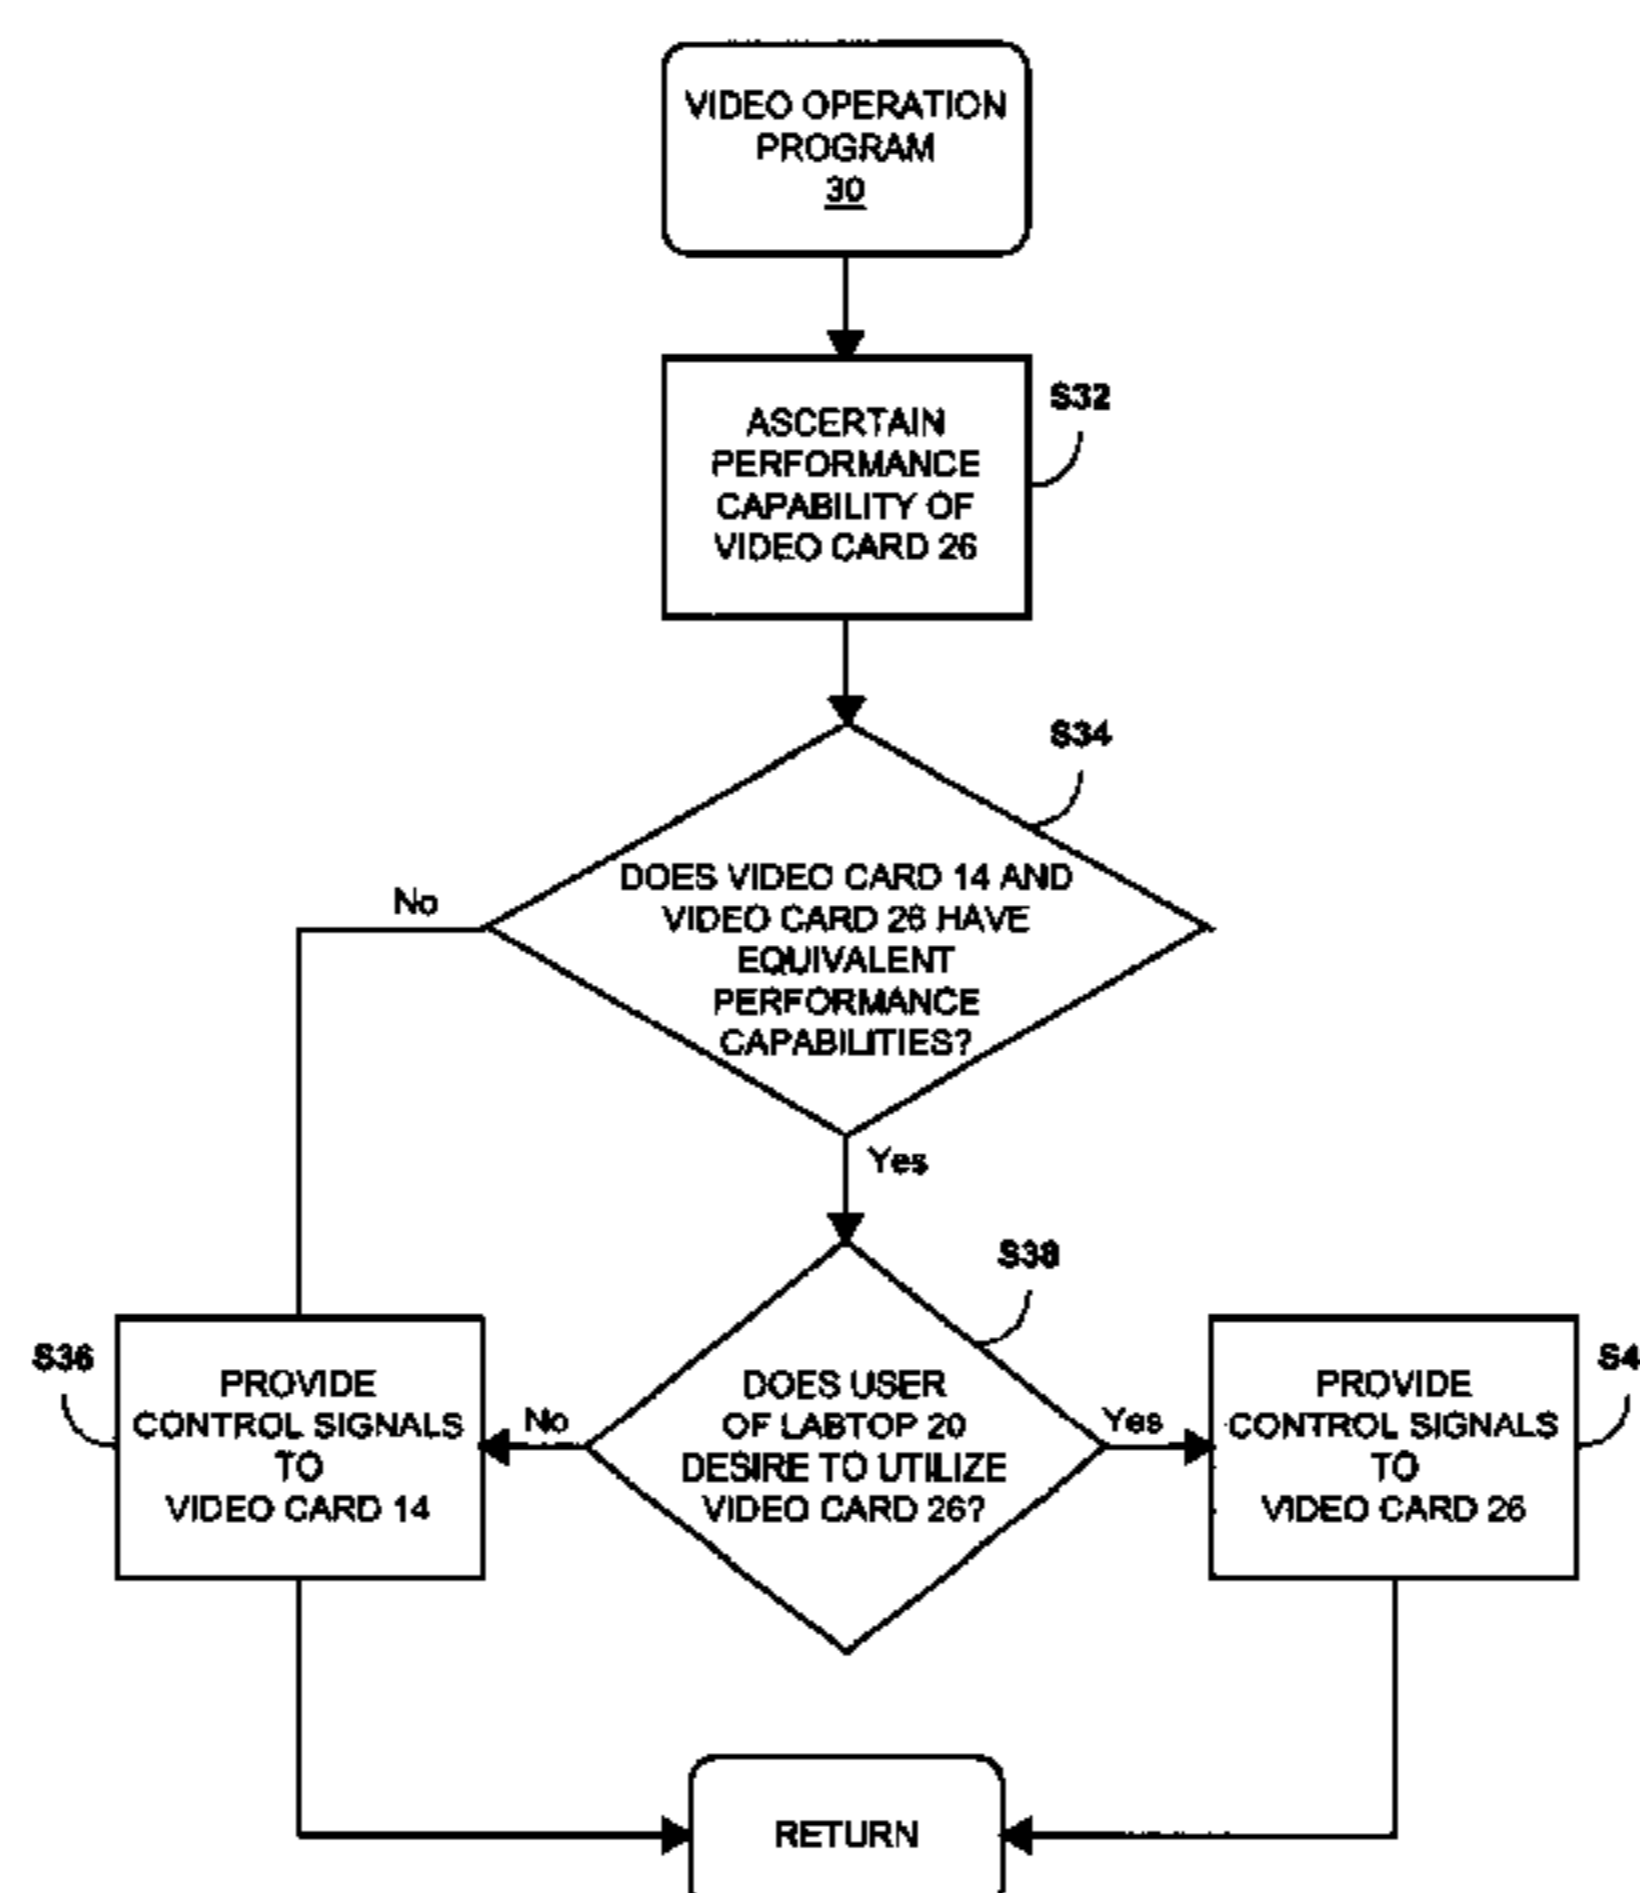 VIDEO OPERATION
PROGRAM
30
ASCERTAIN
PERFORMANCE
CAPABILITY OF
VIDEO CARD 26
S32
S34
DOES VIDEO CARD 14 AND
VIDEO CARD 26 HAVE
EQUIVALENT
PERFORMANCE
CAPABILITIES?
No
Yes
S38
S36
PROVIDE
CONTROL SIGNALS
TO
VIDEO CARD 14
No
DOES USER
OF LABTOP 20
DESIRE TO UTILIZE
VIDEO CARD 26?
Yes
PROVIDE
CONTROL SIGNALS
TO
VIDEO CARD 26
S4
RETURN